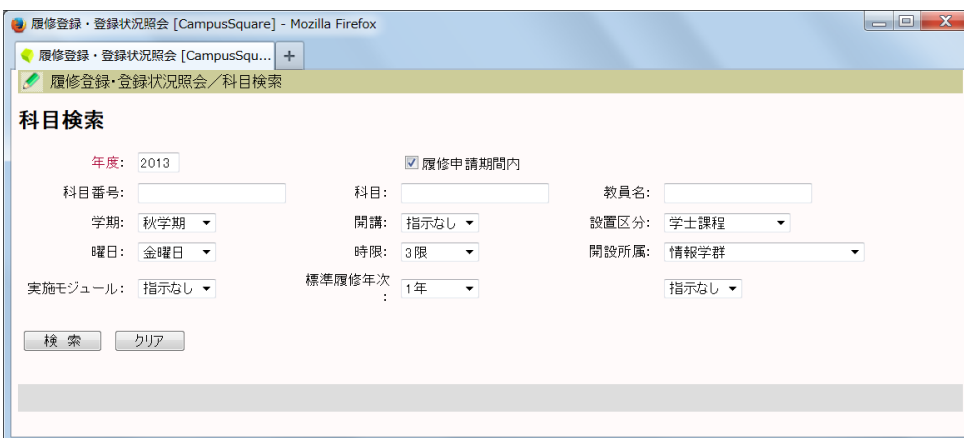 履修登録・登録状況照会 [CampusSquare] - Mozilla Firefox
履修登録・登録状況照会 [CampusSqu... +
履修登録・登録状況照会／科目検索
科目検索
年度: 2013 履修申請期間内
科目番号: 科目: 教員名:
学期: 秋学期 開講: 指示なし 設置区分: 学士課程
曜日: 金曜日 時限: 3限 開設所属: 情報学群
実施モジュール: 指示なし 標準履修年次: 1年 指示なし
検 索 クリア